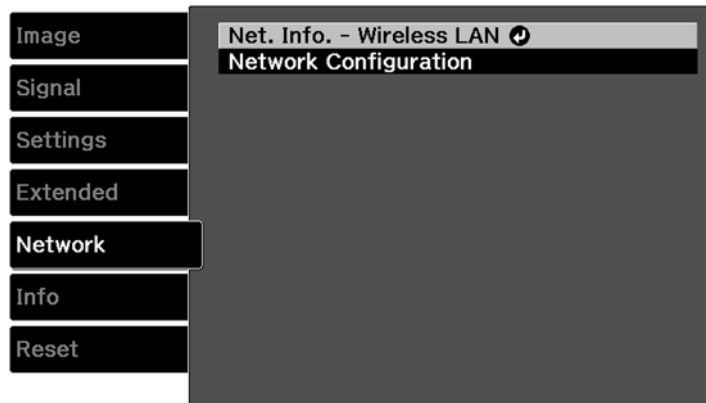 Image
Signal
Settings
Extended
Network
Info
Reset
Net. Info. - Wireless LAN
Network Configuration